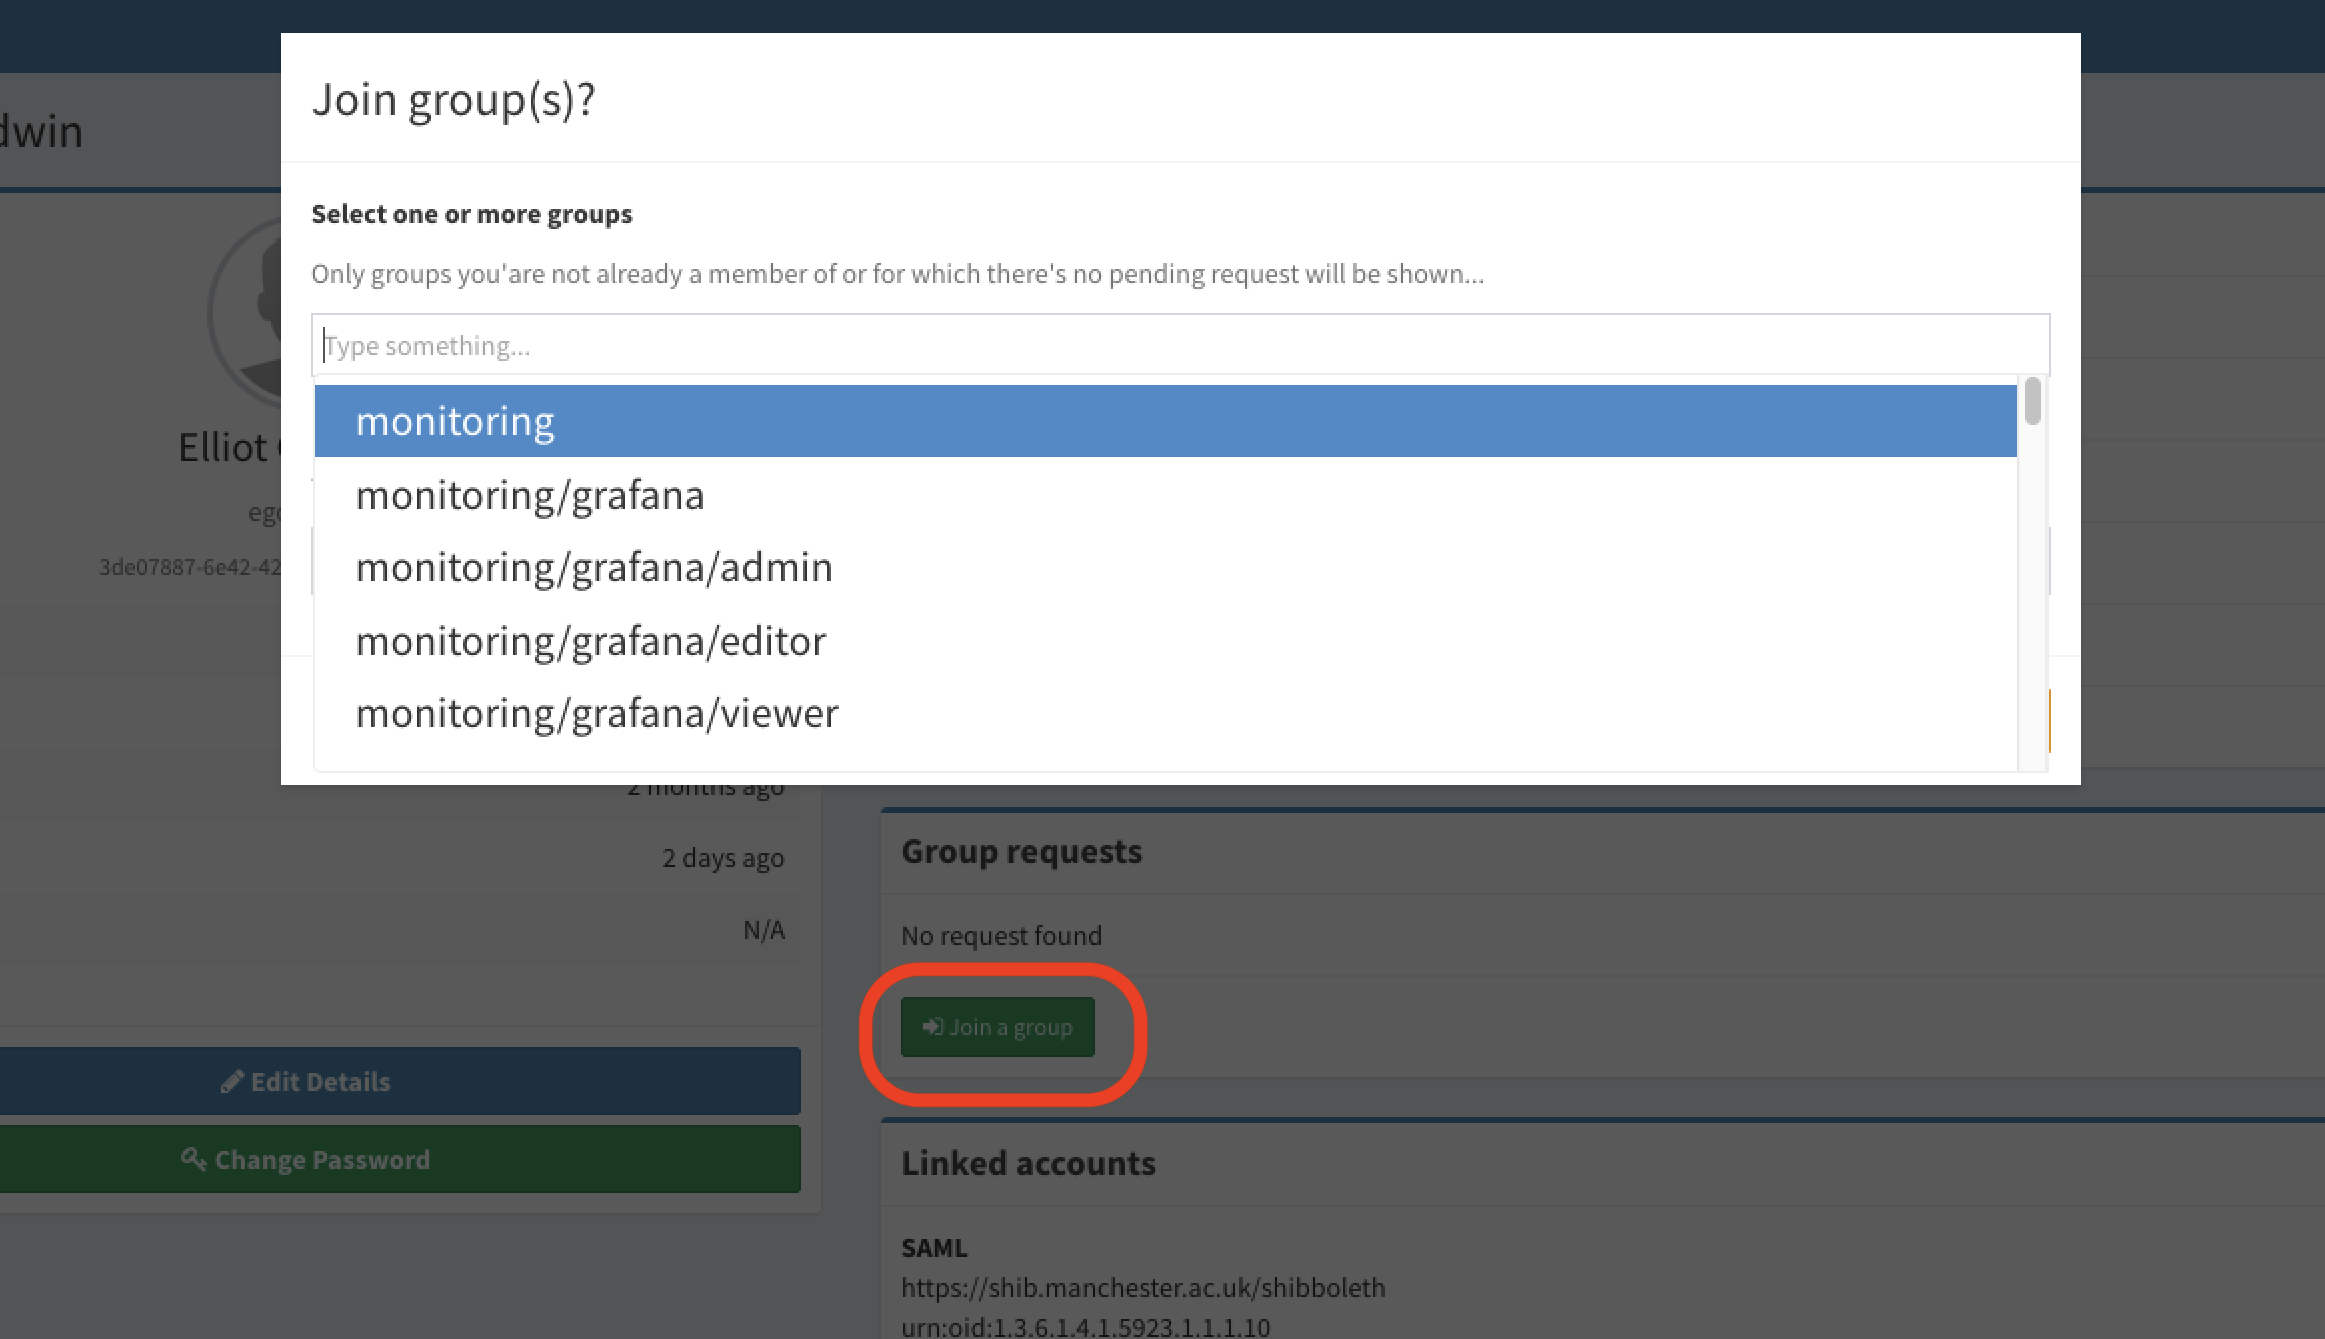 Join group(s)?
Select one or more groups
Only groups you'are not already a member of or for which there's no pending request will be shown...
Type something...
monitoring
monitoring/grafana
monitoring/grafana/admin
monitoring/grafana/editor
monitoring/grafana/viewer
dwin
Elliot
ego
3de07887-6e42-42
2 months ago
2 days ago
N/A
Edit Details
Change Password
Group requests
No request found
Join a group
Linked accounts
SAML
https://shib.manchester.ac.uk/shibboleth
urn:oid:1.3.6.1.4.1.5923.1.1.1.10